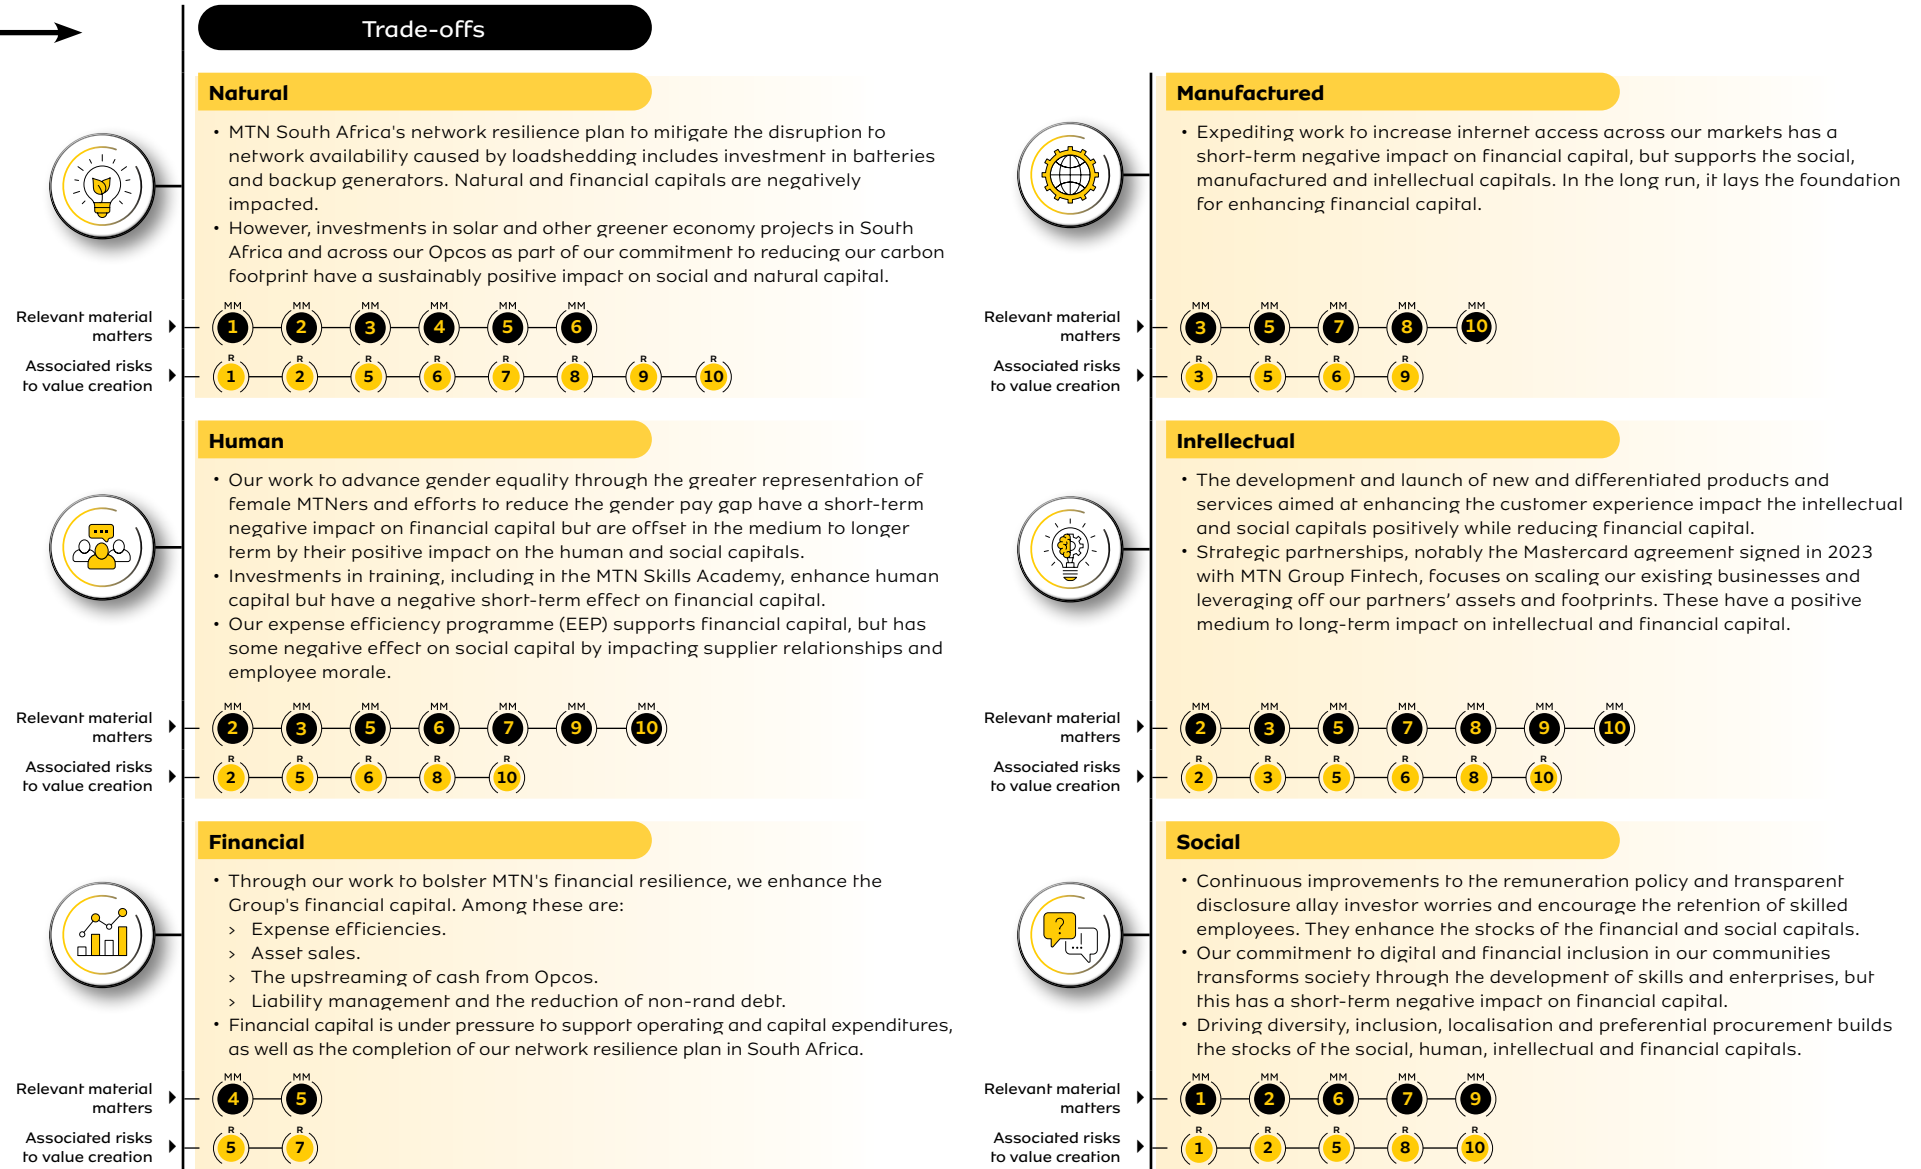 Trade-offs
Natural
• MTN South Africa's network resilience plan to mitigate the disruption to
network availability caused by loadshedding includes investment in batteries
and backup generators. Natural and financial capitals are negatively
impacted.
• However, investments in solar and other greener economy projects in South
Africa and across our Opcos as part of our commitment to reducing our carbon
footprint have a sustainably positive impact on social and natural capital.
Relevant material
matters
MM MM MM MM MM MM
1 2 3 4 5 6
Associated risks
to value creation
R R R R R R R R
1 2 5 6 7 8 9 10
Human
• Our work to advance gender equality through the greater representation of
female MTNers and efforts to reduce the gender pay gap have a short-term
negative impact on financial capital but are offset in the medium to longer
term by their positive impact on the human and social capitals.
• Investments in training, including in the MTN Skills Academy, enhance human
capital but have a negative short-term effect on financial capital.
• Our expense efficiency programme (EEP) supports financial capital, but has
some negative effect on social capital by impacting supplier relationships and
employee morale.
Relevant material
matters
MM MM MM MM MM MM MM
2 3 5 6 7 9 10
Associated risks
to value creation
R R R R R
2 5 6 8 10
Financial
• Through our work to bolster MTN's financial resilience, we enhance the
Group's financial capital. Among these are:
> Expense efficiencies.
> Asset sales.
> The upstreaming of cash from Opcos.
> Liability management and the reduction of non-rand debt.
• Financial capital is under pressure to support operating and capital expenditures,
as well as the completion of our network resilience plan in South Africa.
Relevant material
matters
MM MM
4 5
Associated risks
to value creation
R R
5 7
Manufactured
• Expediting work to increase internet access across our markets has a
short-term negative impact on financial capital, but supports the social,
manufactured and intellectual capitals. In the long run, it lays the foundation
for enhancing financial capital.
Relevant material
matters
MM MM MM MM MM
3 5 7 8 10
Associated risks
to value creation
R R R R
3 5 6 9
Intellectual
• The development and launch of new and differentiated products and
services aimed at enhancing the customer experience impact the intellectual
and social capitals positively while reducing financial capital.
• Strategic partnerships, notably the Mastercard agreement signed in 2023
with MTN Group Fintech, focuses on scaling our existing businesses and
leveraging off our partners' assets and footprints. These have a positive
medium to long-term impact on intellectual and financial capital.
Relevant material
matters
MM MM MM MM MM MM MM
2 3 5 7 8 9 10
Associated risks
to value creation
R R R R R R
2 3 5 6 8 10
Social
• Continuous improvements to the remuneration policy and transparent
disclosure allay investor worries and encourage the retention of skilled
employees. They enhance the stocks of the financial and social capitals.
• Our commitment to digital and financial inclusion in our communities
transforms society through the development of skills and enterprises, but
this has a short-term negative impact on financial capital.
• Driving diversity, inclusion, localisation and preferential procurement builds
the stocks of the social, human, intellectual and financial capitals.
Relevant material
matters
MM MM MM MM MM
1 2 6 7 9
Associated risks
to value creation
R R R R R
1 2 5 8 10